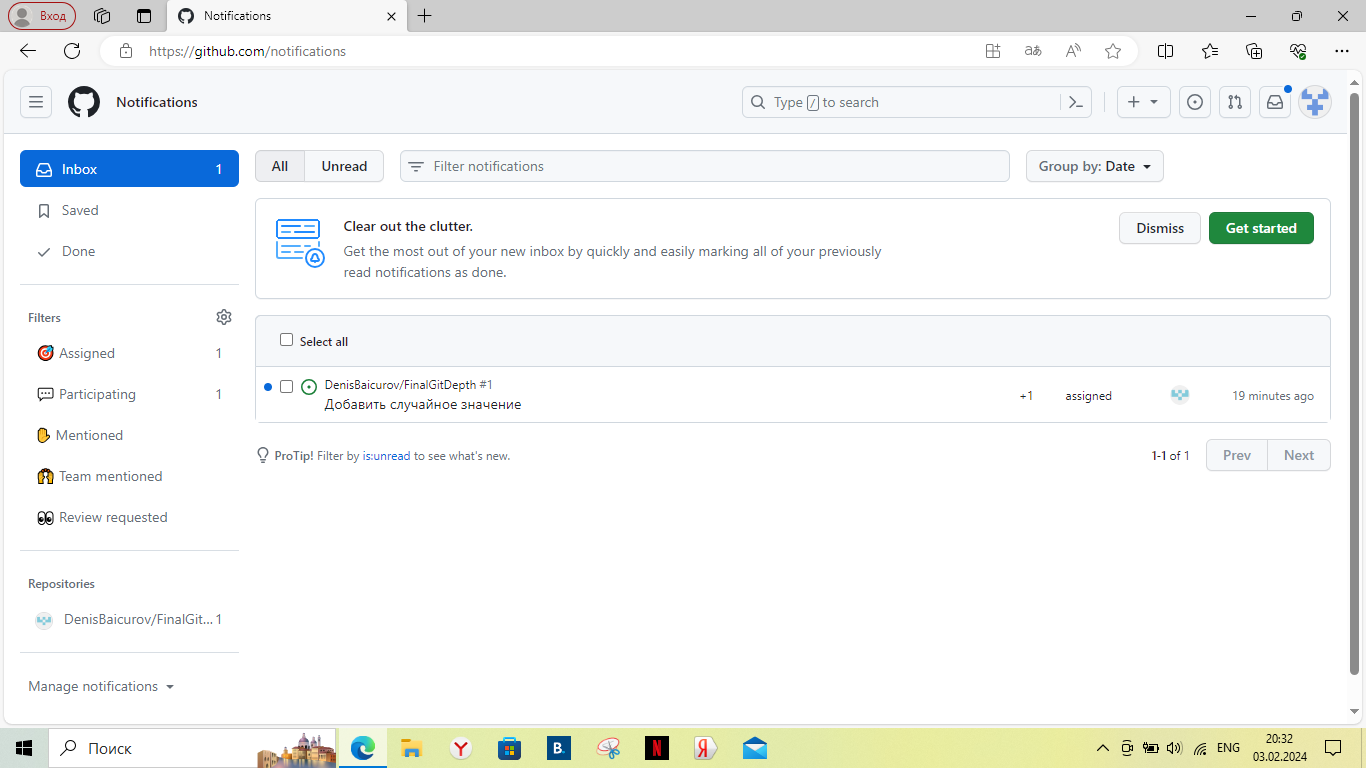 Вход
Notifications
https://github.com/notifications
Notifications
Type / to search
Inbox 1
All Unread
Filter notifications
Group by: Date
Saved
Done
Clear out the clutter.
Get the most out of your new inbox by quickly and easily marking all of your previously
read notifications as done.
Dismiss
Get started
Filters
Assigned 1
Participating 1
Mentioned
Team mentioned
Review requested
Select all
DenisBaicurov/FinalGitDepth #1
Добавить случайное значение
+1
assigned
19 minutes ago
ProTip! Filter by is:unread to see what's new.
1-1 of 1
Prev Next
Repositories
DenisBaicurov/FinalGit... 1
Manage notifications
Поиск
B.
N
Я
ENG
20:32
03.02.2024